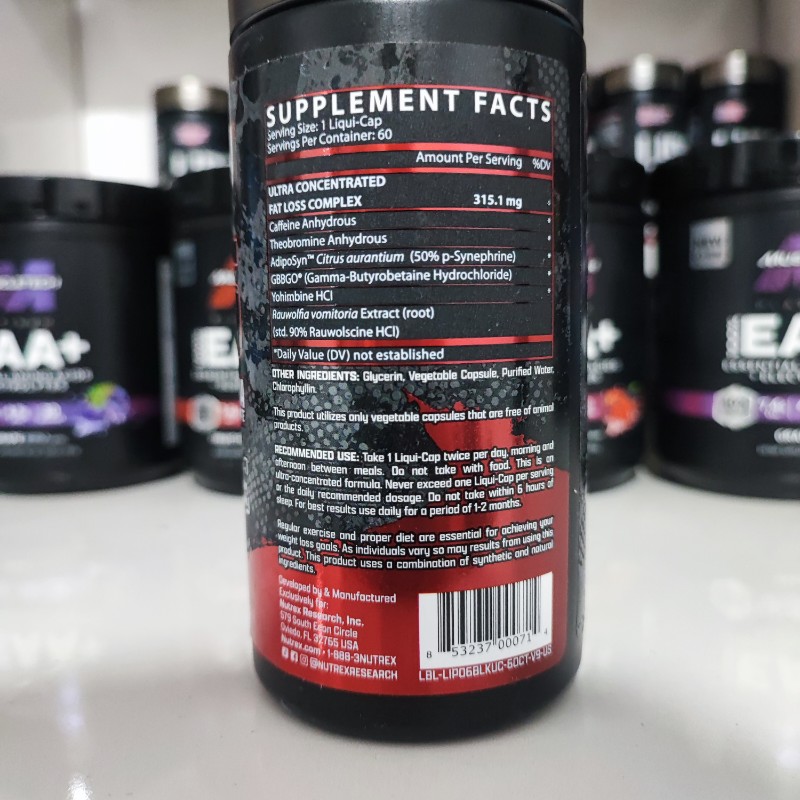 SUPPLEMENT FACTS
Serving Size: 1 Liqui-Cap
Servings Per Container: 60
Amount Per Serving %DV
ULTRA CONCENTRATED
FAT LOSS COMPLEX 315.1 mg *
Caffeine Anhydrous *
Theobromine Anhydrous *
AdipoSyn™ Citrus aurantium (50% p-Synephrine) *
GBBGO® (Gamma-Butyrobetaine Hydrochloride) *
Yohimbine HCl *
Rauwolfia vomitoria Extract (root)
(std. 90% Rauwolscine HCl)
*Daily Value (DV) not established
OTHER INGREDIENTS: Glycerin, Vegetable Capsule, Purified Water,
Chlorophyllin.
This product utilizes only vegetable capsules that are free of animal
products.
RECOMMENDED USE: Take 1 Liqui-Cap twice per day, morning and
afternoon between meals. Do not take with food. This is an
ultra-concentrated formula. Never exceed one Liqui-Cap per serving
or the daily recommended dosage. Do not take within 6 hours of
sleep. For best results use daily for a period of 1-2 months.
Regular exercise and proper diet are essential for achieving your
weight loss goals. As individuals vary so may results from using this
product. This product uses a combination of synthetic and natural
ingredients.
Developed by & Manufactured
Exclusively for:
Nutrex Research, Inc.
579 South Econ Circle
Oviedo, FL 32765 USA
Nutrex.com • 1-888-3NUTREX
@NUTREXRESEARCH
8 53237 00071 4
LBL-LIPO6BLKUC-60CT-V9-US
AA+
EA
EA